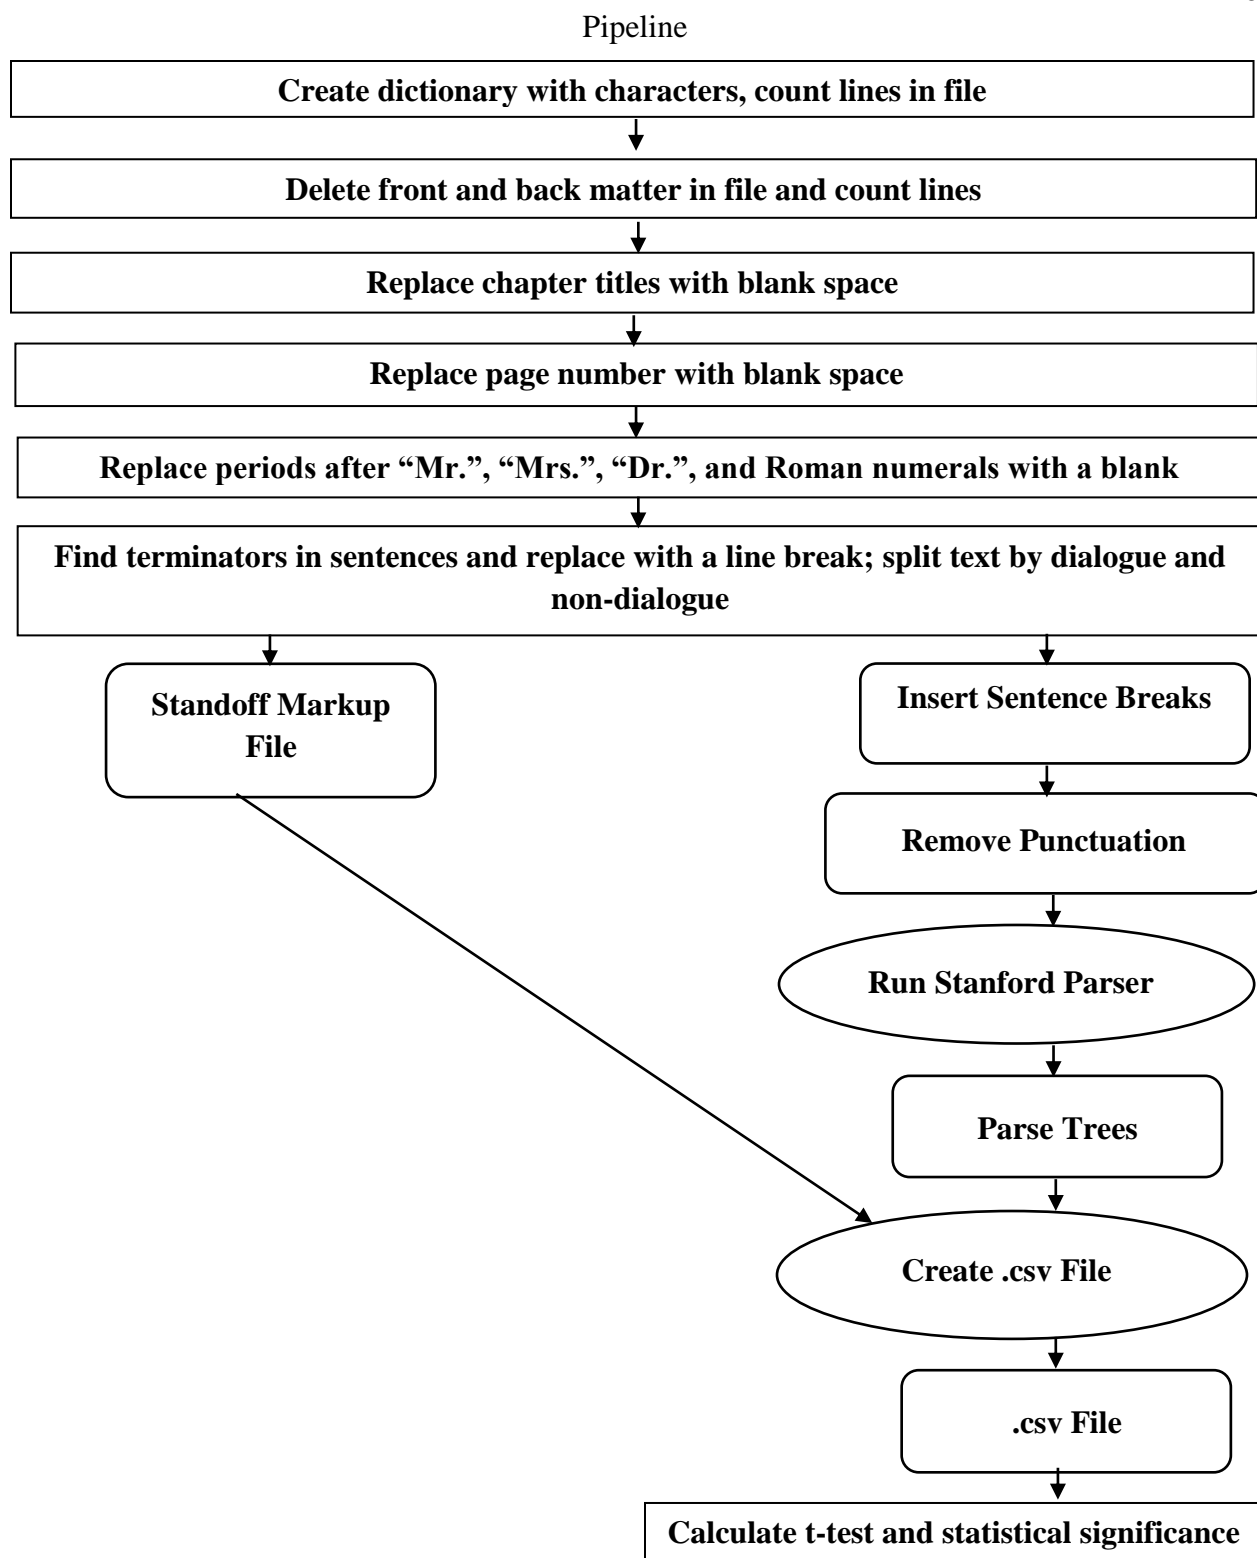 Pipeline
Create dictionary with characters, count lines in file
Delete front and back matter in file and count lines
Replace chapter titles with blank space
Replace page number with blank space
Replace periods after “Mr.”, “Mrs.”, “Dr.”, and Roman numerals with a blank
Find terminators in sentences and replace with a line break; split text by dialogue and
non-dialogue
Standoff Markup
File
Insert Sentence Breaks
Remove Punctuation
Run Stanford Parser
Parse Trees
Create .csv File
.csv File
Calculate t-test and statistical significance